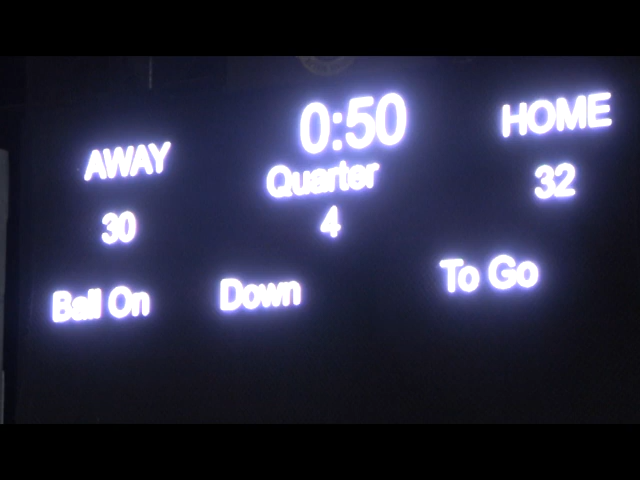 0:50
AWAY
HOME
Quarter
30
4
32
Ball On
Down
To Go